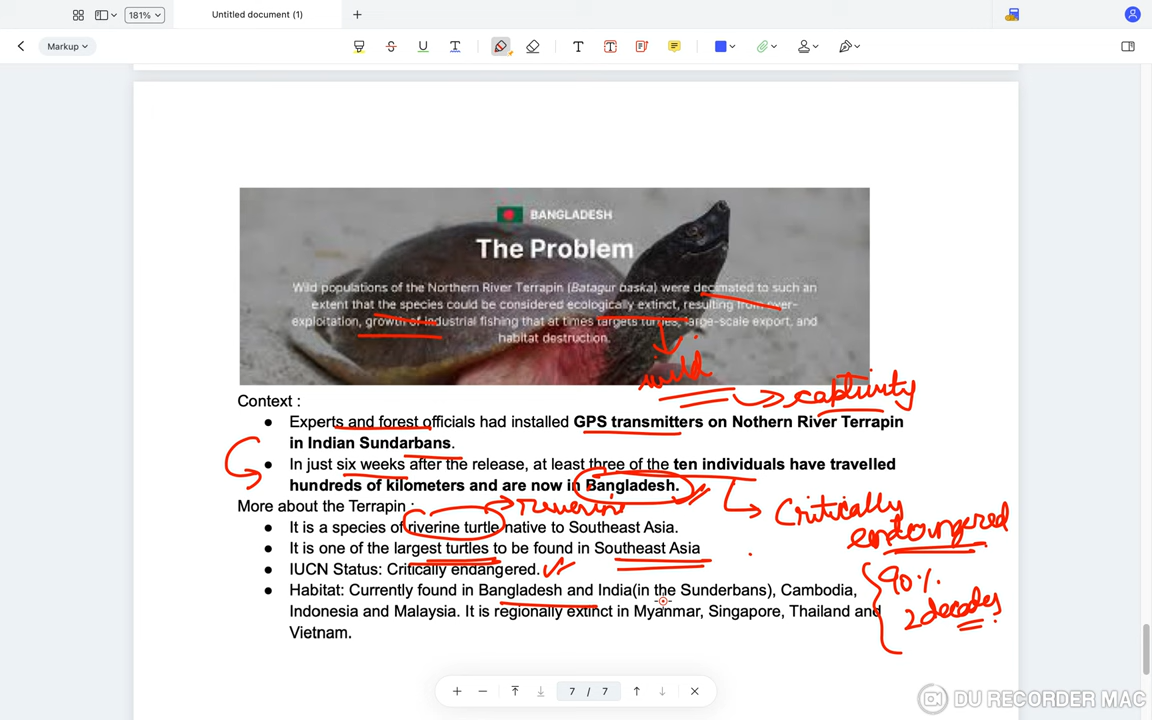 181%
Untitled document (1)
Markup
BANGLADESH
The Problem
Wild populations of the Northern River Terrapin (Batagur baska) were decimated to such an
extent that the species could be considered ecologically extinct, resulting from over-
exploitation, growth of industrial fishing that at times targets turtles, large-scale export, and
habitat destruction.
wild
captivity
Context :
Experts and forest officials had installed GPS transmitters on Nothern River Terrapin
in Indian Sundarbans.
In just six weeks after the release, at least three of the ten individuals have travelled
hundreds of kilometers and are now in Bangladesh.
More about the Terrapin :
Riverine
Critically
endangered
It is a species of riverine turtle native to Southeast Asia.
It is one of the largest turtles to be found in Southeast Asia
IUCN Status: Critically endangered.
Habitat: Currently found in Bangladesh and India(in the Sunderbans), Cambodia,
Indonesia and Malaysia. It is regionally extinct in Myanmar, Singapore, Thailand and
Vietnam.
90%
2 decades
7 / 7
DU RECORDER MAC